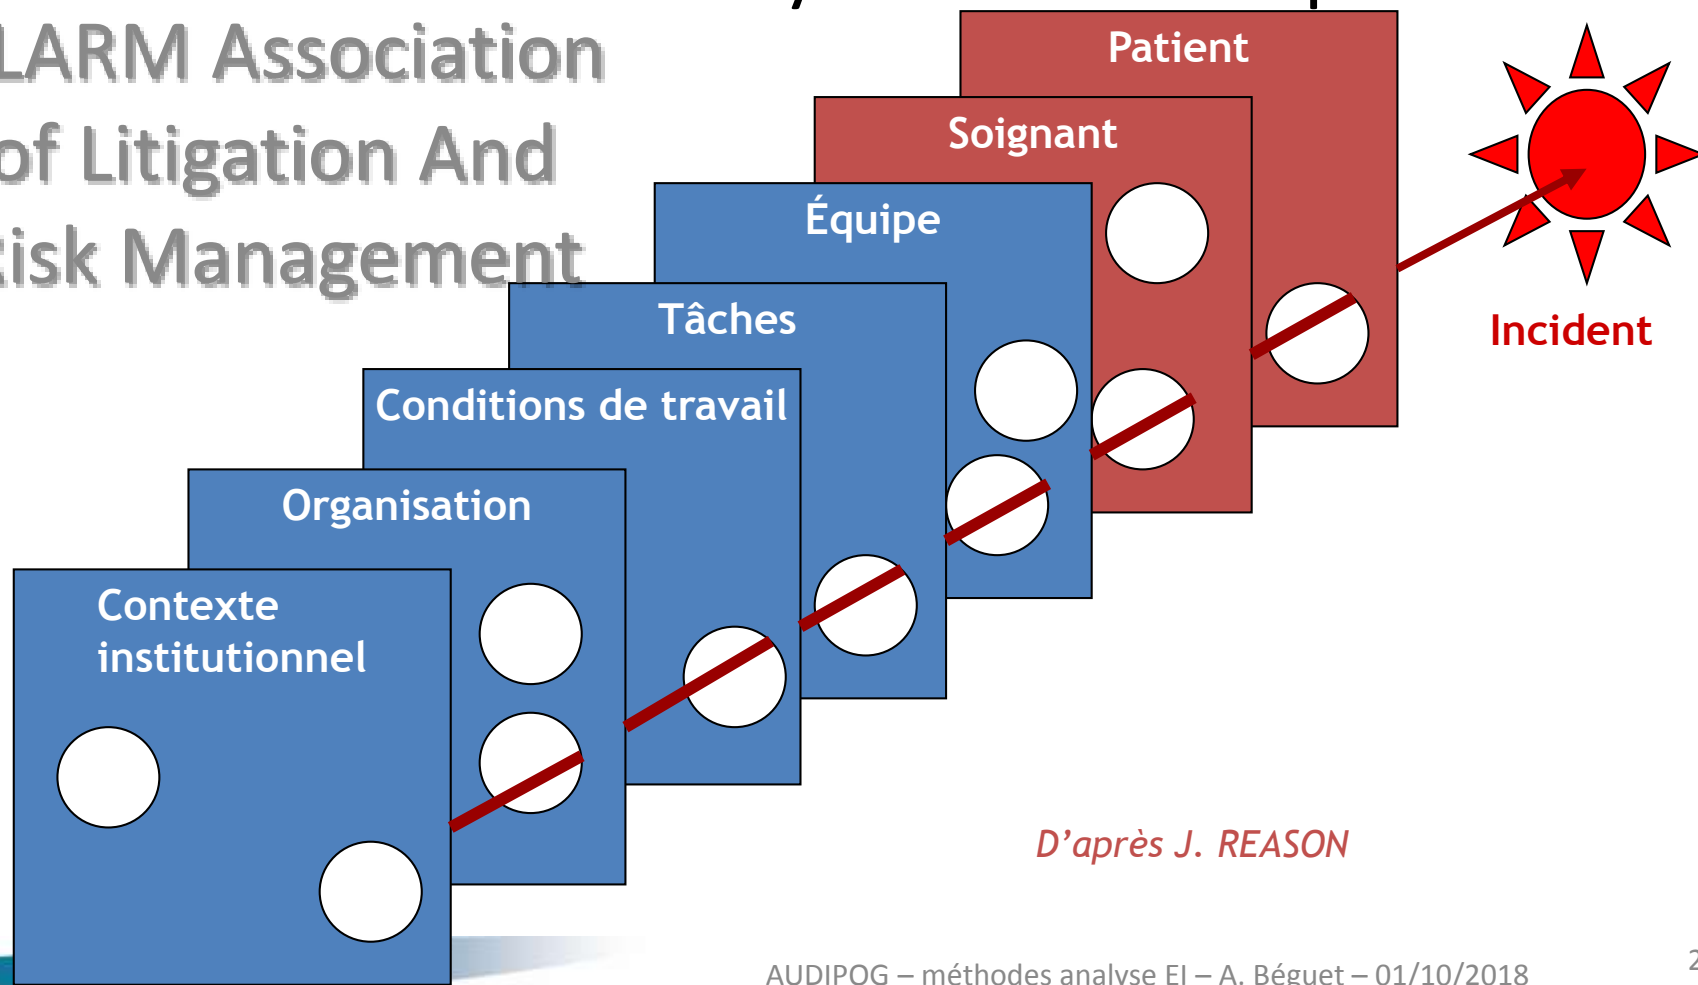 LARM Association
of Litigation And
isk Management
Patient
Soignant
Équipe
Tâches
Conditions de travail
Organisation
Contexte
institutionnel
Incident
D’après J. REASON
AUDIPOG – méthodes analyse EI – A. Béguet – 01/10/2018
2